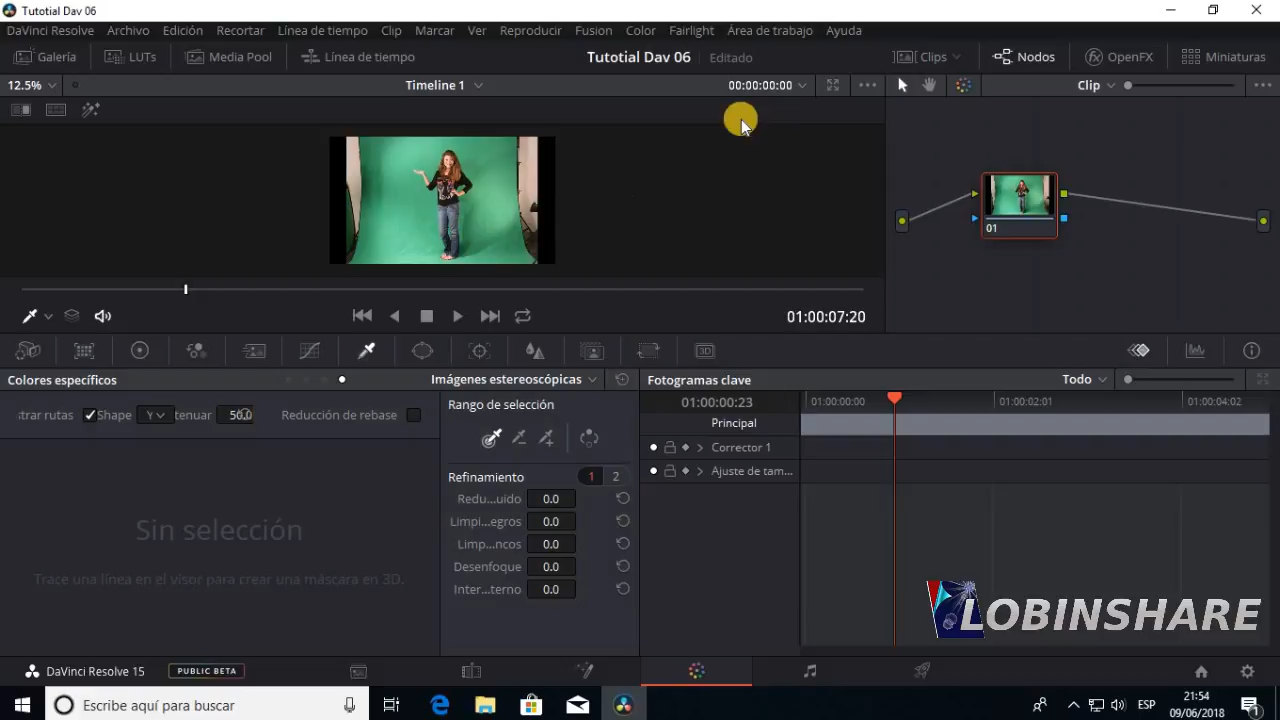 Tutotial Dav 06
DaVinci Resolve Archivo Edición Recortar Línea de tiempo Clip Marcar Ver Reproducir Fusion Color Fairlight Área de trabajo Ayuda
Galería LUTs Media Pool Línea de tiempo Tutotial Dav 06 Editado Clips Nodos OpenFX Miniaturas
12.5% Timeline 1 00:00:00:00 Clip
01
01:00:07:20
Colores específicos Imágenes estereoscópicas Fotogramas clave Todo
strar rutas Shape Y tenuar 50.0 Reducción de rebase
Rango de selección
01:00:00:23 01:00:00:00 01:00:02:01 01:00:04:02
Principal
Corrector 1
Ajuste de tam...
Refinamiento 1 2
Redu...uido 0.0
Limpi...egros 0.0
Limp...ncos 0.0
Desenfoque 0.0
Inter...terno 0.0
Sin selección
Trace una línea en el visor para crear una máscara en 3D.
LOBINSHARE
DaVinci Resolve 15 PUBLIC BETA
Escribe aquí para buscar
ESP
21:54
09/06/2018
1
3D